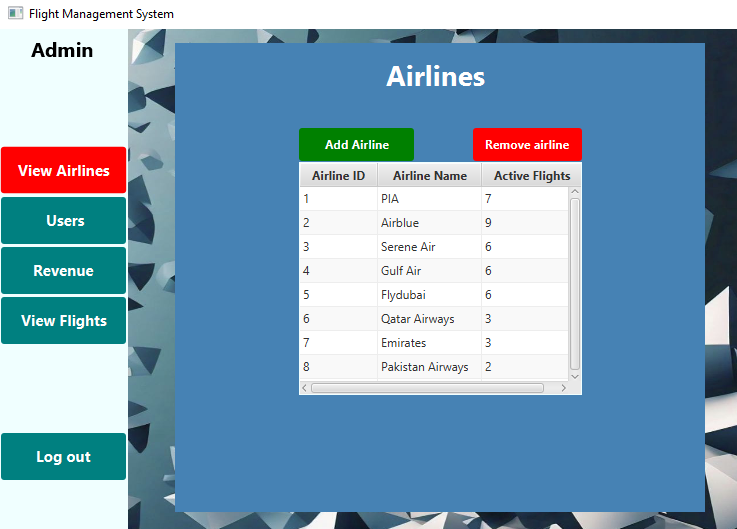 Flight Management System
Admin
View Airlines
Users
Revenue
View Flights
Log out
Airlines
Add Airline Remove airline
Airline ID Airline Name Active Flights
1 PIA 7
2 Airblue 9
3 Serene Air 6
4 Gulf Air 6
5 Flydubai 6
6 Qatar Airways 3
7 Emirates 3
8 Pakistan Airways 2